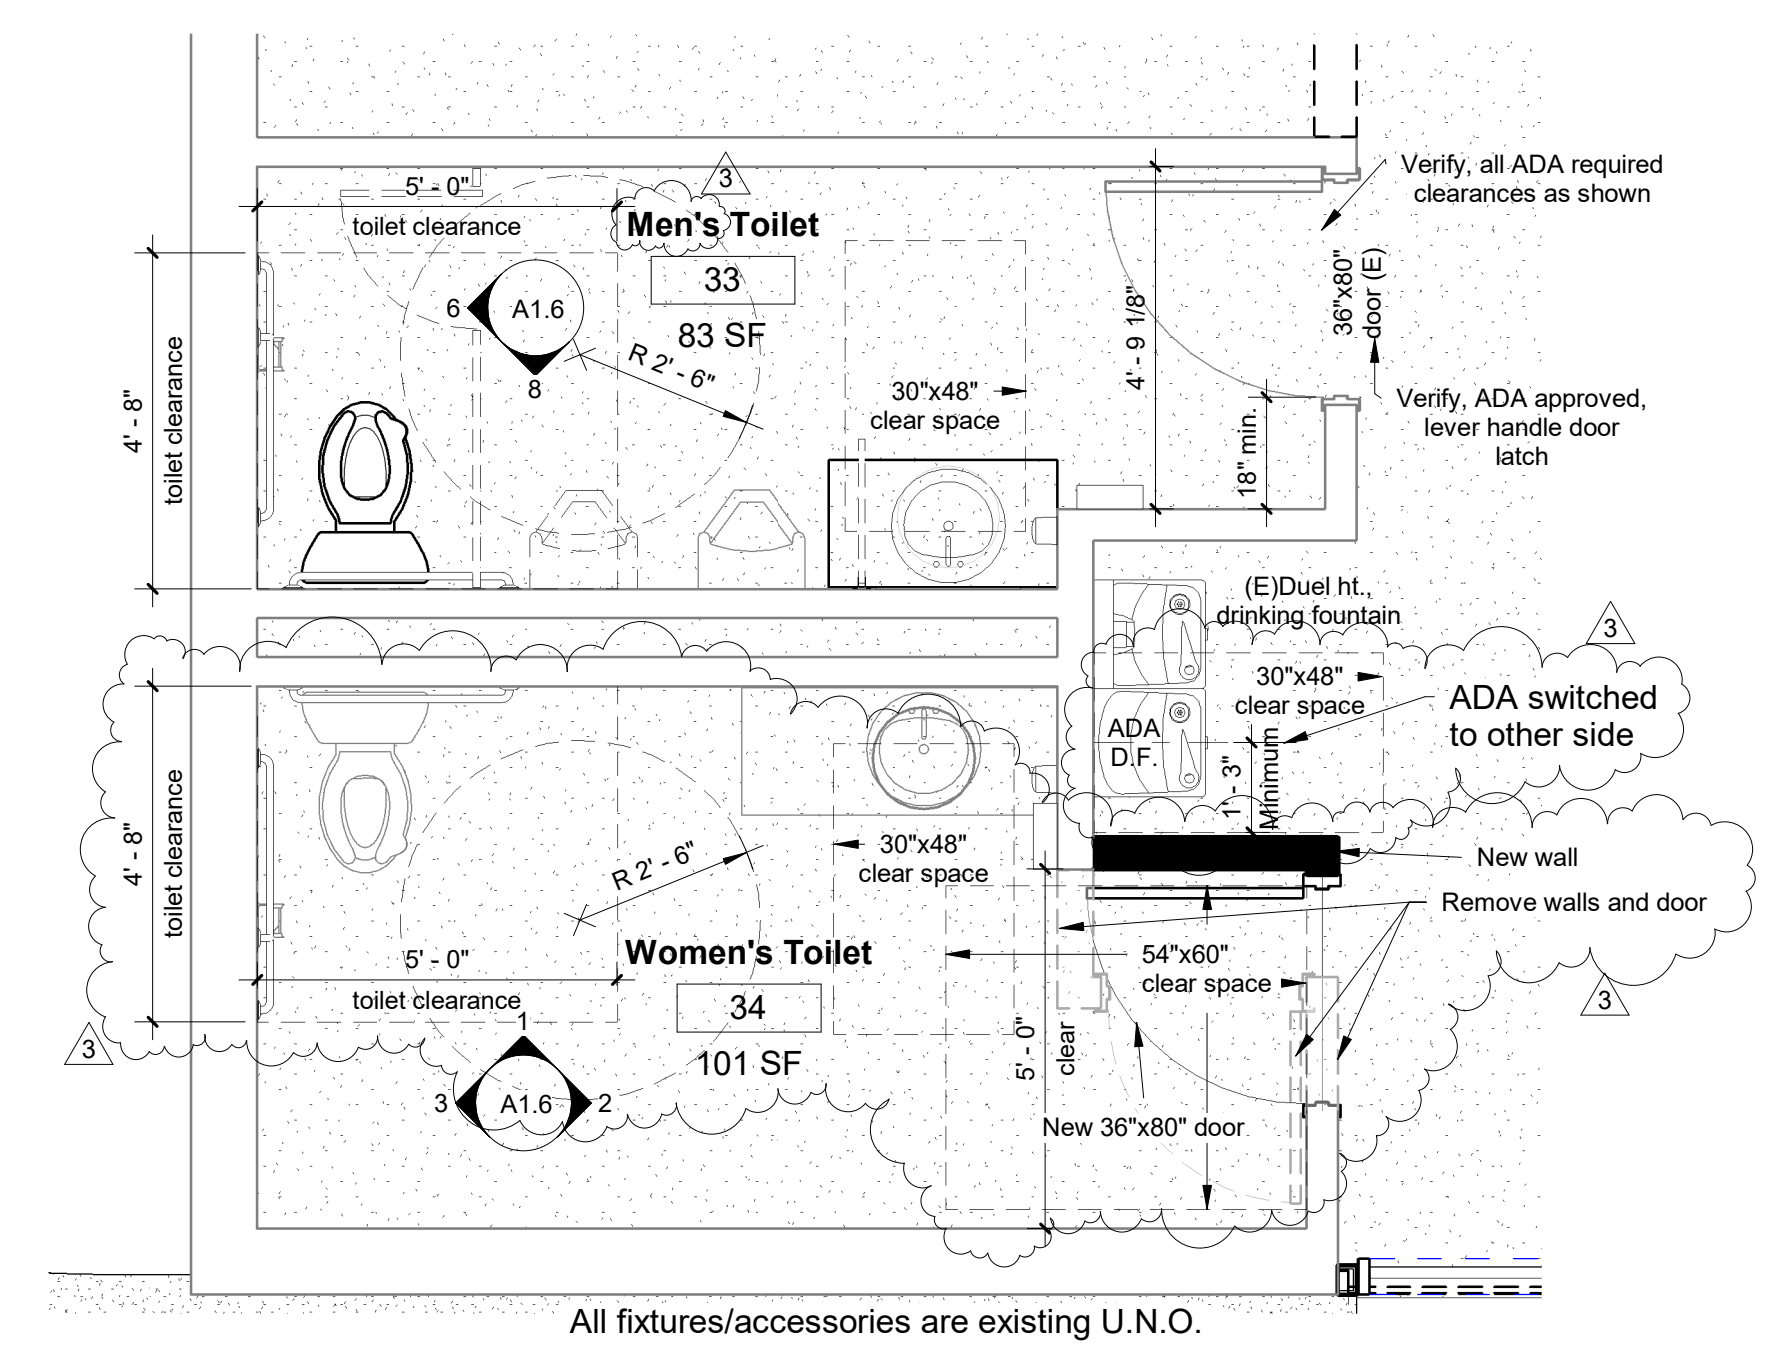 Verify, all ADA required
clearances as shown
3
5' - 0"
toilet clearance
Men's Toilet
33
83 SF
6
A1.6
8
R 2' - 6"
30"x48"
clear space
4' - 9 1/8"
18" min.
36"x80"
door (E)
Verify, ADA approved,
lever handle door
latch
4' - 8"
toilet clearance
(E)Duel ht.,
drinking fountain
3
30"x48"
clear space
ADA switched
to other side
ADA
D.F.
1' - 3"
Minimum
4' - 8"
toilet clearance
R 2' - 6"
30"x48"
clear space
New wall
Remove walls and door
Women's Toilet
34
101 SF
5' - 0"
toilet clearance
54"x60"
clear space
3
5' - 0"
clear
3
1
3
A1.6
2
New 36"x80" door
All fixtures/accessories are existing U.N.O.